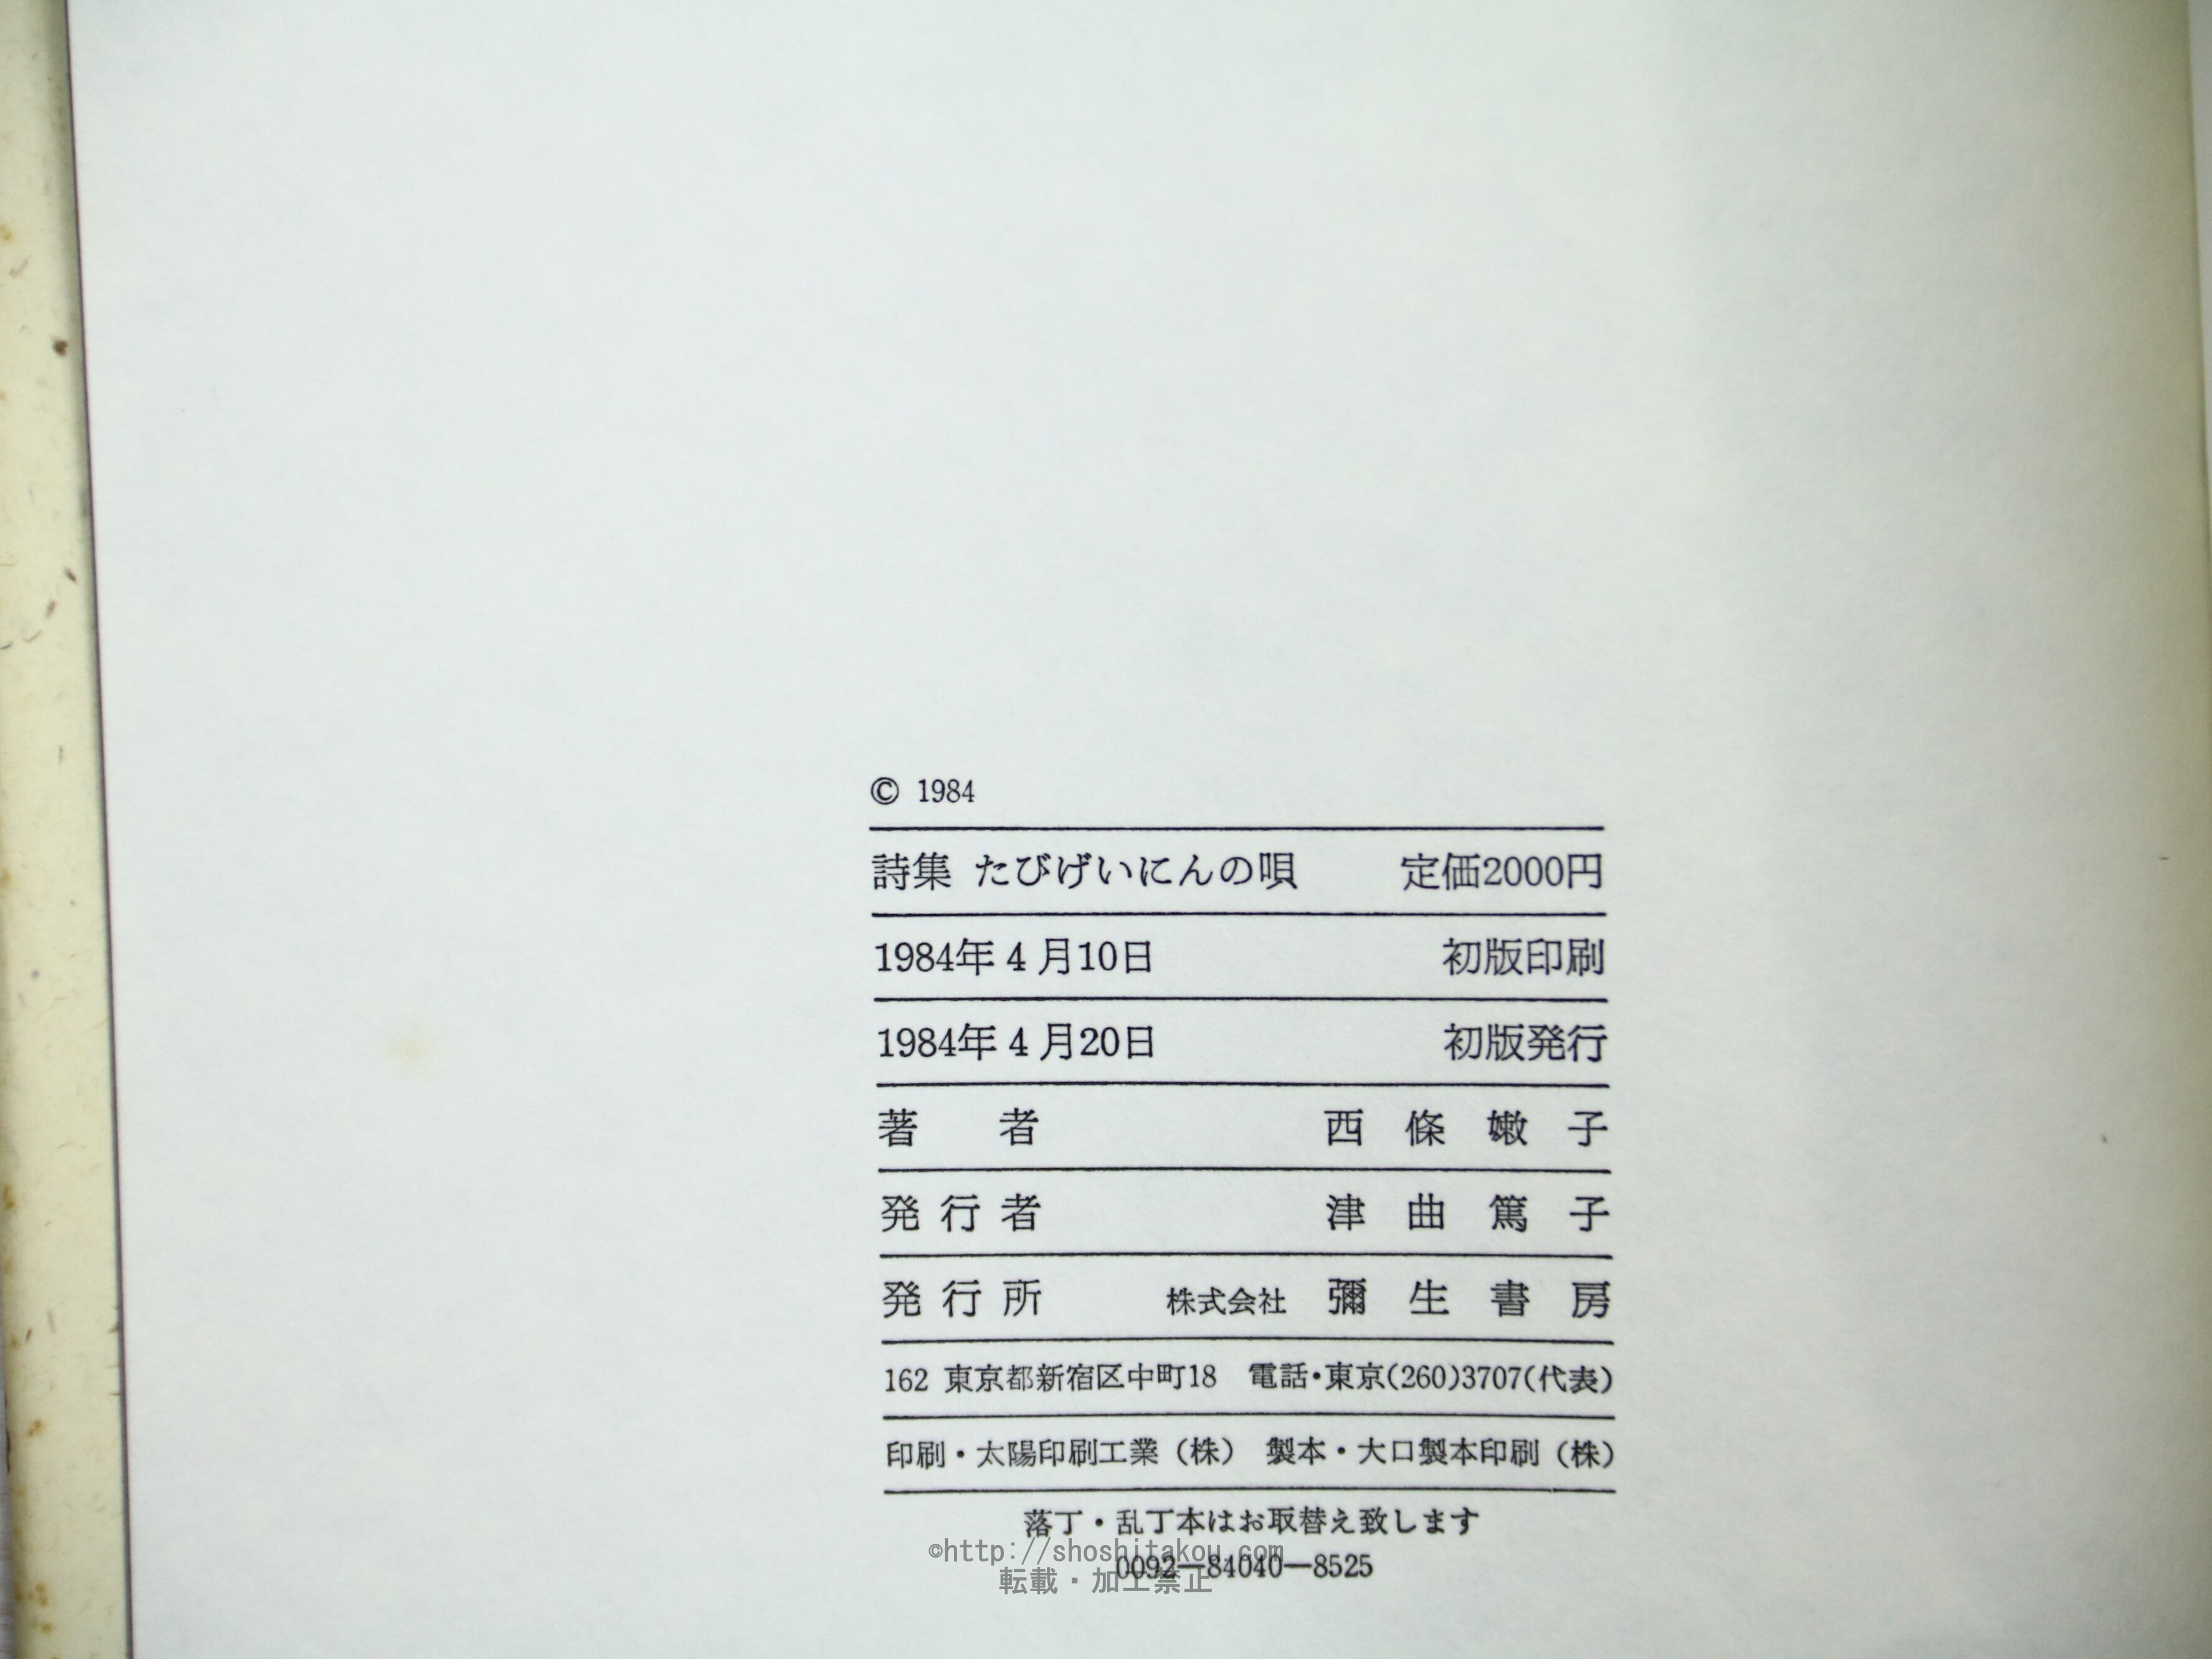 © 1984
詩集 たびげいにんの唄 定価2000円
1984年4月10日 初版印刷
1984年4月20日 初版発行
著者 西條嫩子
発行者 津曲篤子
発行所 株式会社 彌生書房
162 東京都新宿区中町18 電話・東京(260)3707(代表)
印刷・太陽印刷工業(株) 製本・大口製本印刷(株)
落丁・乱丁本はお取替え致します
©http://shoshitakou.com
0092—84040—8525
転載・加工禁止